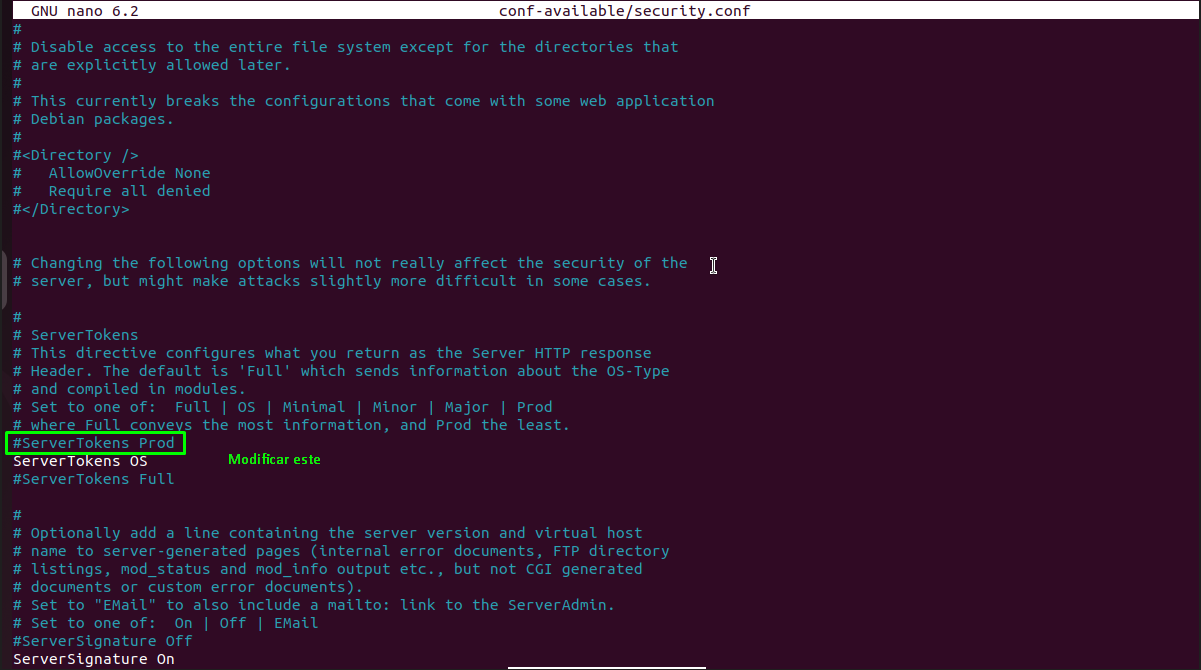 GNU nano 6.2 conf-available/security.conf
#
# Disable access to the entire file system except for the directories that
# are explicitly allowed later.
#
# This currently breaks the configurations that come with some web application
# Debian packages.
#
#<Directory />
#   AllowOverride None
#   Require all denied
#</Directory>
# Changing the following options will not really affect the security of the
# server, but might make attacks slightly more difficult in some cases.
#
# ServerTokens
# This directive configures what you return as the Server HTTP response
# Header. The default is 'Full' which sends information about the OS-Type
# and compiled in modules.
# Set to one of:  Full | OS | Minimal | Minor | Major | Prod
# where Full conveys the most information, and Prod the least.
#ServerTokens Prod
ServerTokens OS Modificar este
#ServerTokens Full
#
# Optionally add a line containing the server version and virtual host
# name to server-generated pages (internal error documents, FTP directory
# listings, mod_status and mod_info output etc., but not CGI generated
# documents or custom error documents).
# Set to "EMail" to also include a mailto: link to the ServerAdmin.
# Set to one of:  On | Off | EMail
#ServerSignature Off
ServerSignature On